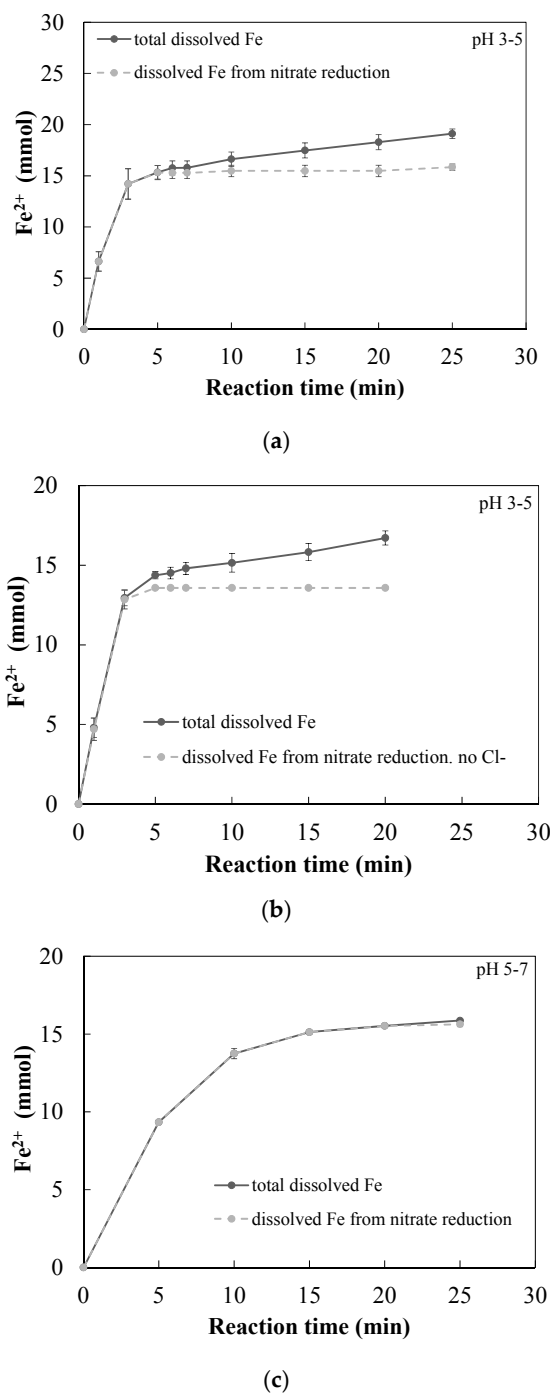 30
total dissolved Fe
pH 3-5
25
dissolved Fe from nitrate reduction
20
15
10
5
0
Fe²⁺ (mmol)
0 5 10 15 20 25 30
Reaction time (min)
(a)
20
pH 3-5
15
10
5
0
Fe²⁺ (mmol)
total dissolved Fe
dissolved Fe from nitrate reduction. no Cl-
0 5 10 15 20 25 30
Reaction time (min)
(b)
20
pH 5-7
15
10
5
0
Fe²⁺ (mmol)
total dissolved Fe
dissolved Fe from nitrate reduction
0 5 10 15 20 25 30
Reaction time (min)
(c)